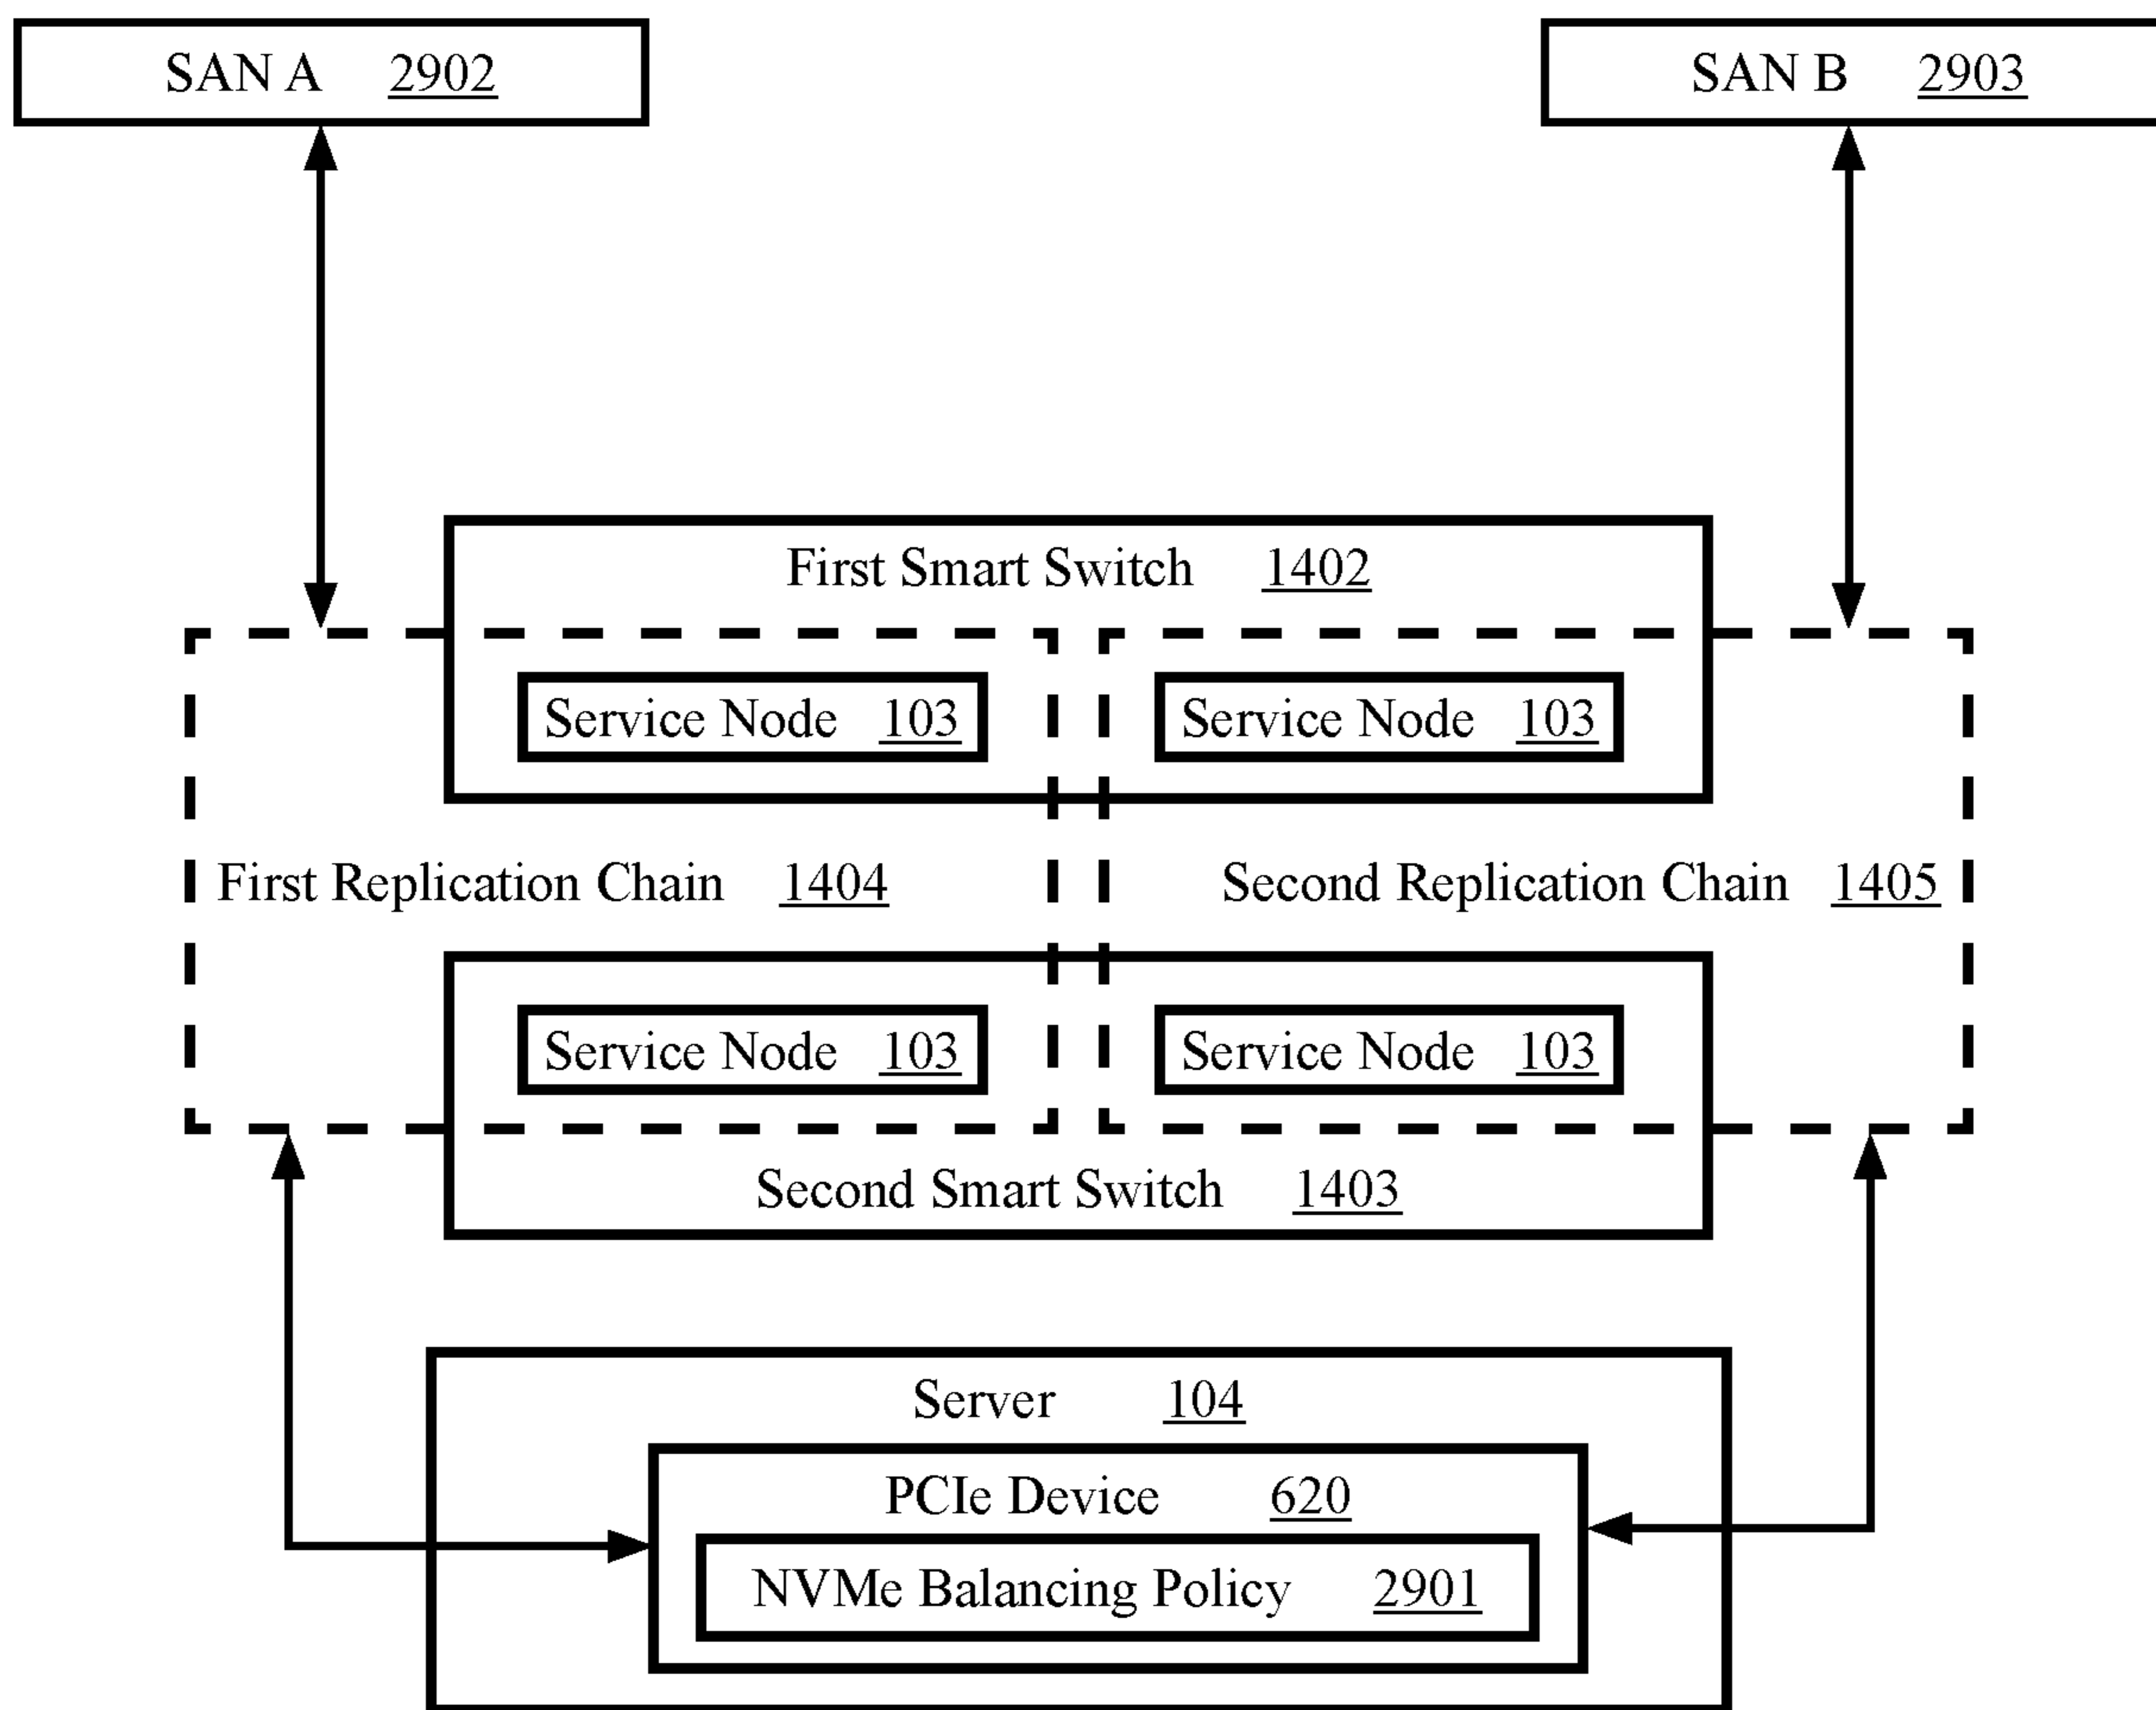 SAN A 2902
SAN B 2903
First Smart Switch 1402
Service Node 103
Service Node 103
First Replication Chain 1404
Second Replication Chain 1405
Service Node 103
Service Node 103
Second Smart Switch 1403
Server 104
PCIe Device 620
NVMe Balancing Policy 2901